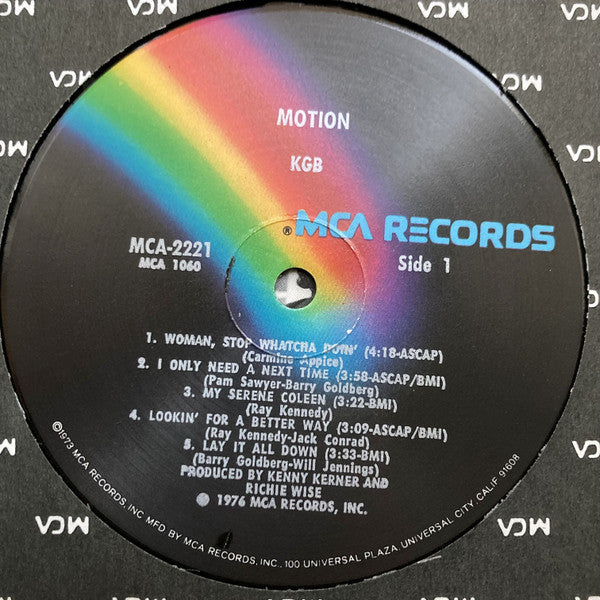 MOTION
KGB
® MCA RECORDS
MCA-2221
MCA 1060
Side 1
1. WOMAN, STOP WHATCHA DOIN' (4:18-ASCAP)
(Carmine Appice)
2. I ONLY NEED A NEXT TIME (3:58-ASCAP/BMI)
(Pam Sawyer-Barry Goldberg)
3. MY SERENE COLEEN (3:22-BMI)
(Ray Kennedy)
4. LOOKIN' FOR A BETTER WAY (3:09-ASCAP/BMI)
(Ray Kennedy-Jack Conrad)
5. LAY IT ALL DOWN (3:33-BMI)
(Barry Goldberg-Will Jennings)
PRODUCED BY KENNY KERNER AND
RICHIE WISE
℗ 1976 MCA RECORDS, INC.
©1973 MCA RECORDS, INC MFD BY MCA RECORDS, INC. 100 UNIVERSAL PLAZA, UNIVERSAL CITY, CALIF. 91608
MCA
MCA
MCA
MCA
MCA
MCA
MCA
MCA